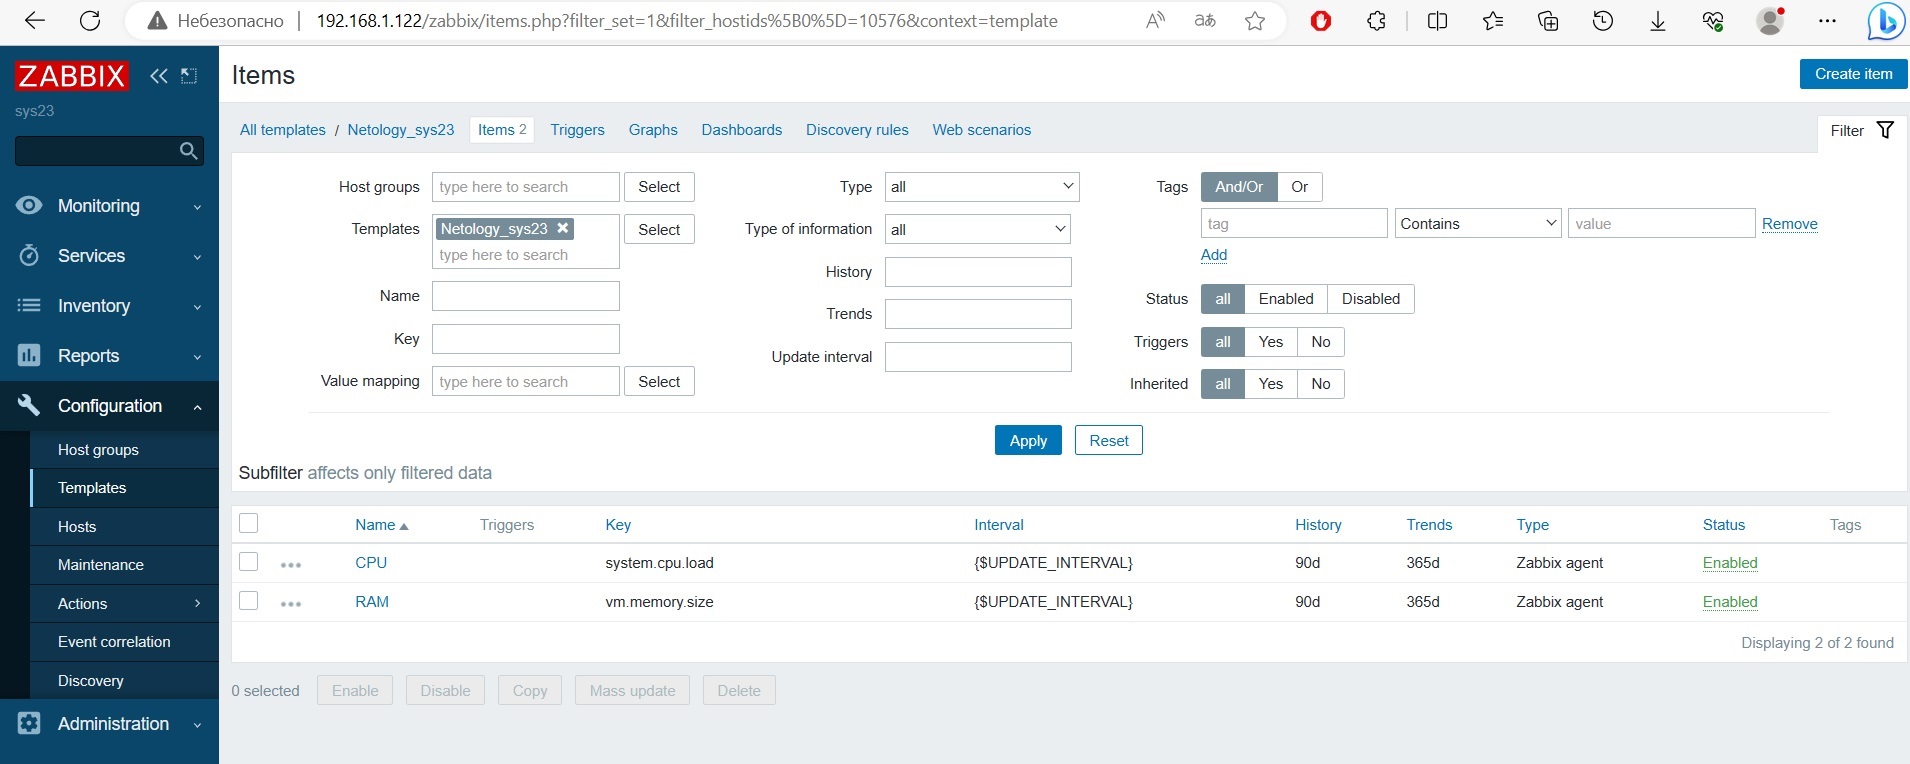 Небезопасно 192.168.1.122/zabbix/items.php?filter_set=1&filter_hostids%5B0%5D=10576&context=template
ZABBIX
sys23
Monitoring
Services
Inventory
Reports
Configuration
Host groups
Templates
Hosts
Maintenance
Actions
Event correlation
Discovery
Administration
Items
Create item
All templates / Netology_sys23 Items 2 Triggers Graphs Dashboards Discovery rules Web scenarios
Filter
Host groups type here to search Select
Templates Netology_sys23 Select
type here to search
Name
Key
Value mapping type here to search Select
Type all
Type of information all
History
Trends
Update interval
Tags And/Or Or
tag Contains value Remove
Add
Status all Enabled Disabled
Triggers all Yes No
Inherited all Yes No
Apply Reset
Subfilter affects only filtered data
Name Triggers Key Interval History Trends Type Status Tags
CPU system.cpu.load {$UPDATE_INTERVAL} 90d 365d Zabbix agent Enabled
RAM vm.memory.size {$UPDATE_INTERVAL} 90d 365d Zabbix agent Enabled
Displaying 2 of 2 found
0 selected Enable Disable Copy Mass update Delete